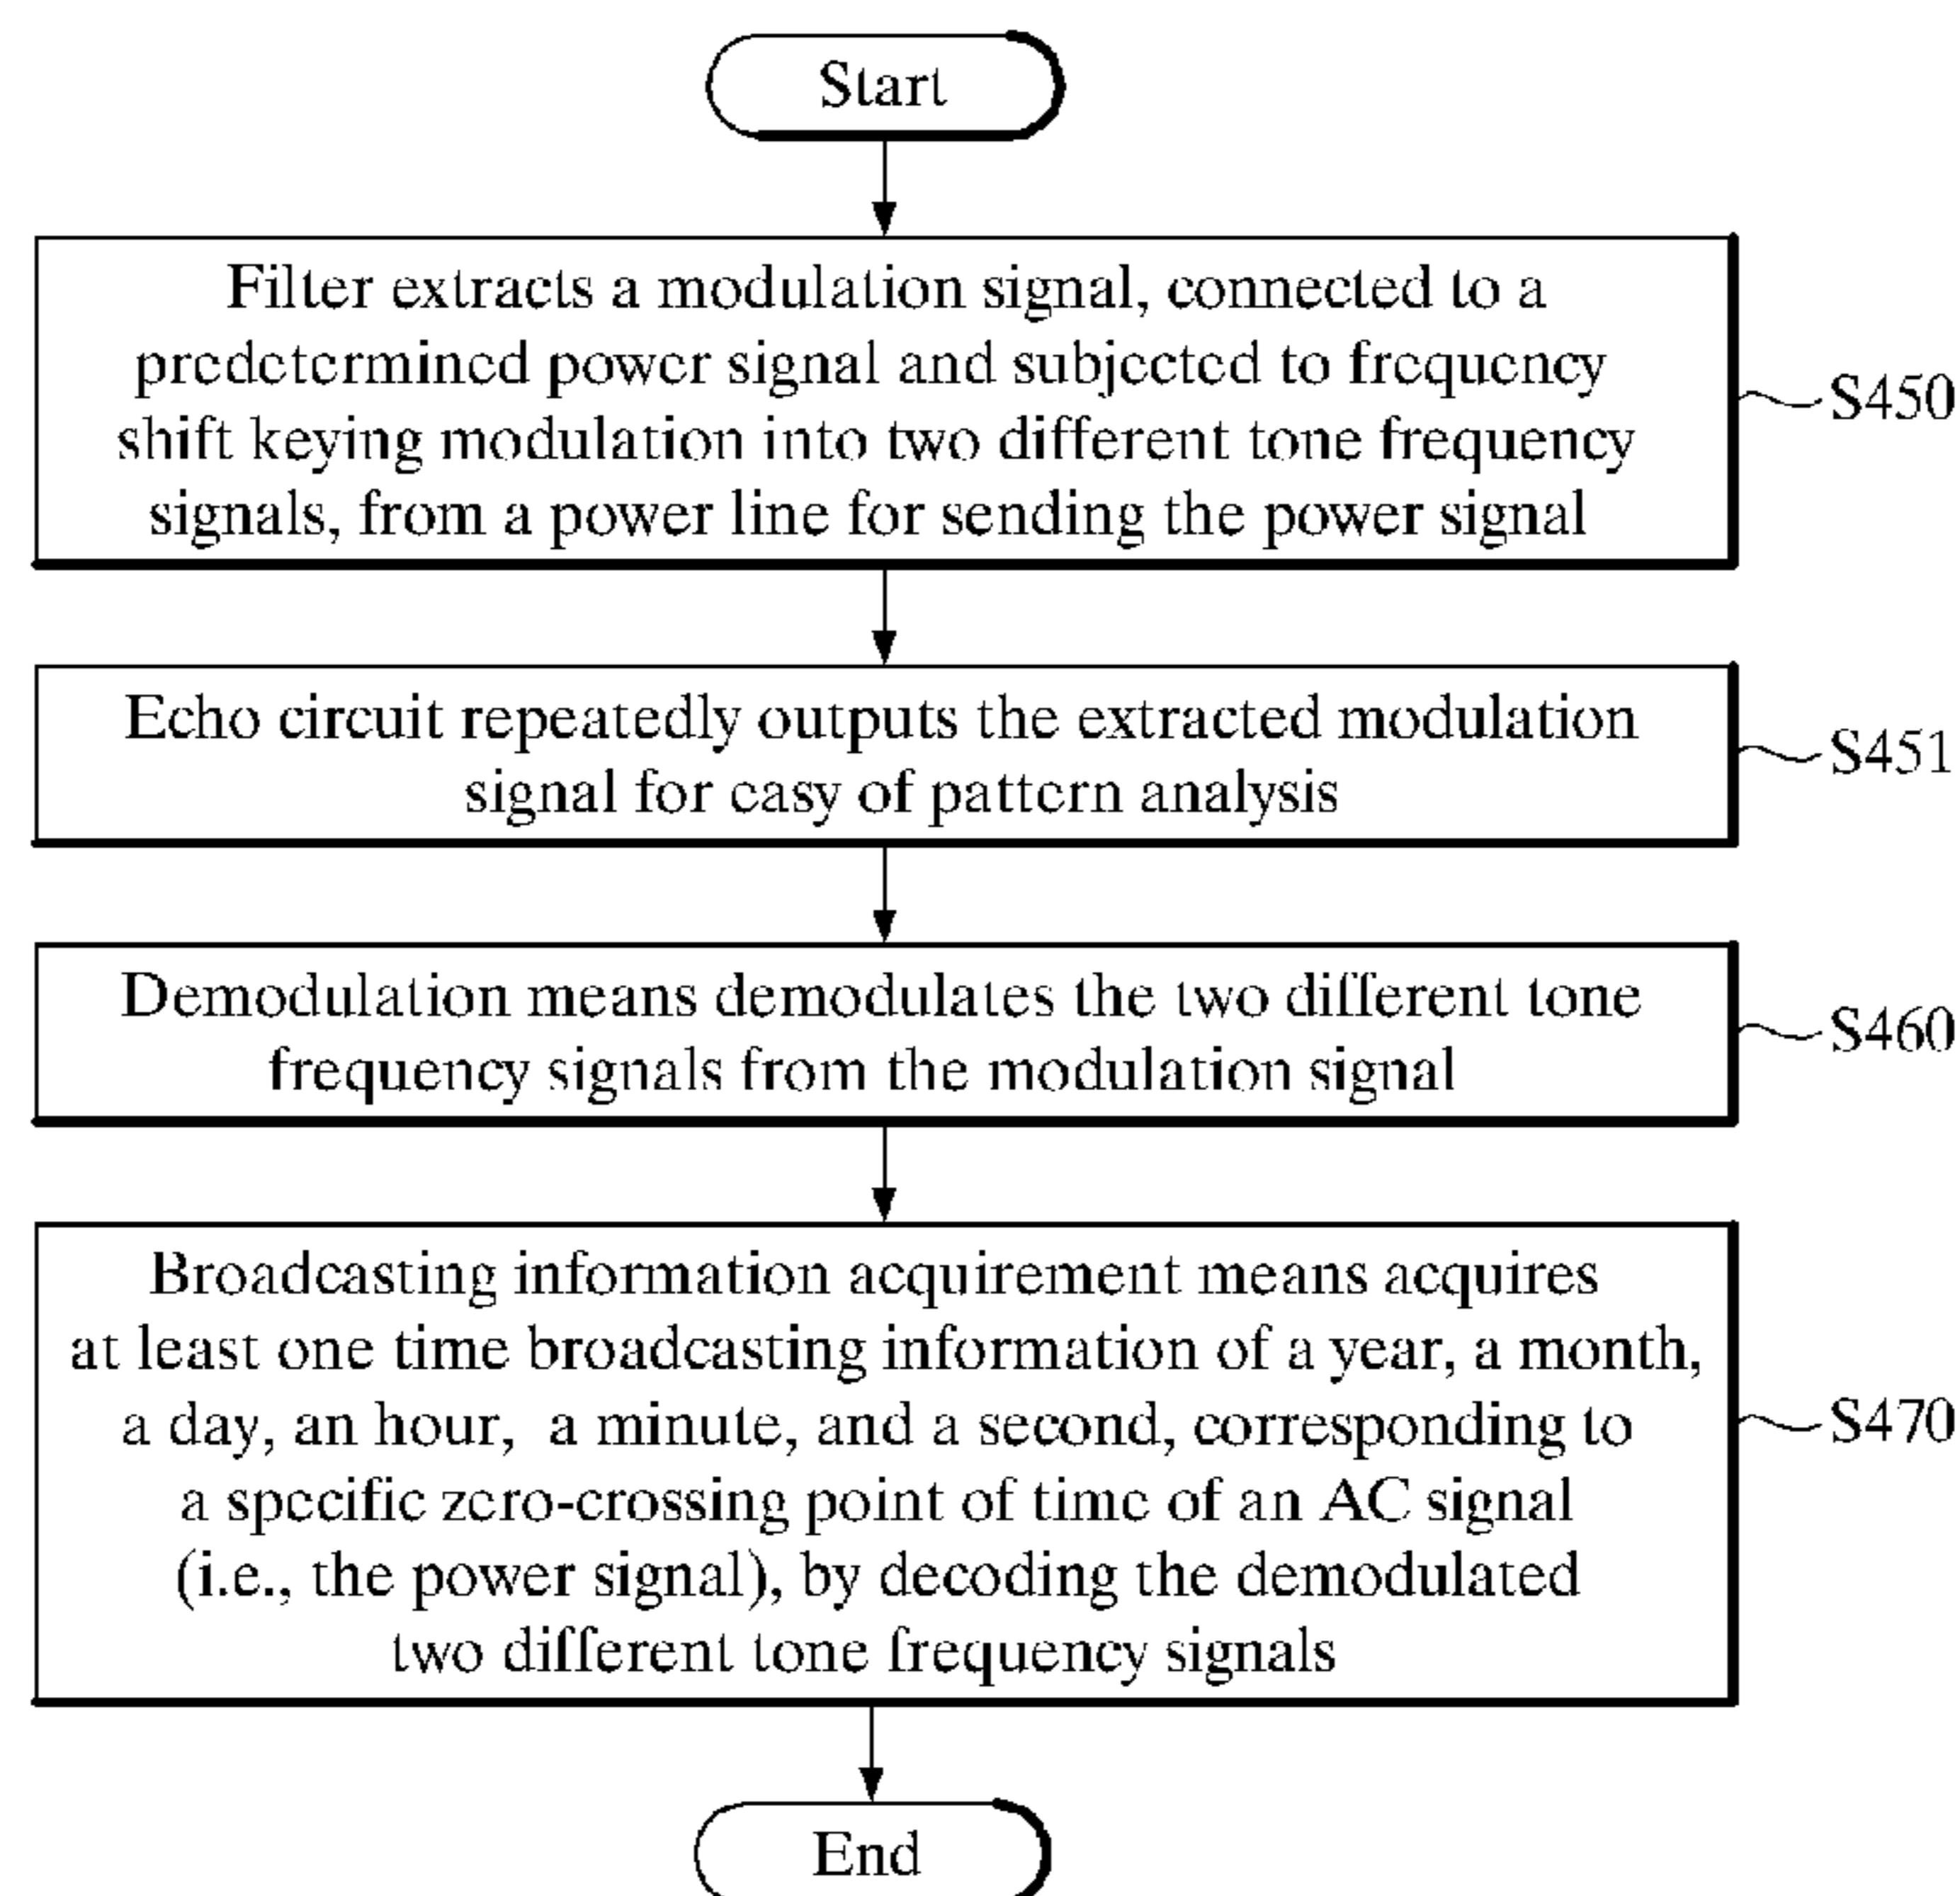 Start
Filter extracts a modulation signal, connected to a
predetermined power signal and subjected to frequency
shift keying modulation into two different tone frequency
signals, from a power line for sending the power signal
S450
Echo circuit repeatedly outputs the extracted modulation
signal for easy of pattern analysis
S451
Demodulation means demodulates the two different tone
frequency signals from the modulation signal
S460
Broadcasting information acquirement means acquires
at least one time broadcasting information of a year, a month,
a day, an hour, a minute, and a second, corresponding to
a specific zero-crossing point of time of an AC signal
(i.e., the power signal), by decoding the demodulated
two different tone frequency signals
S470
End